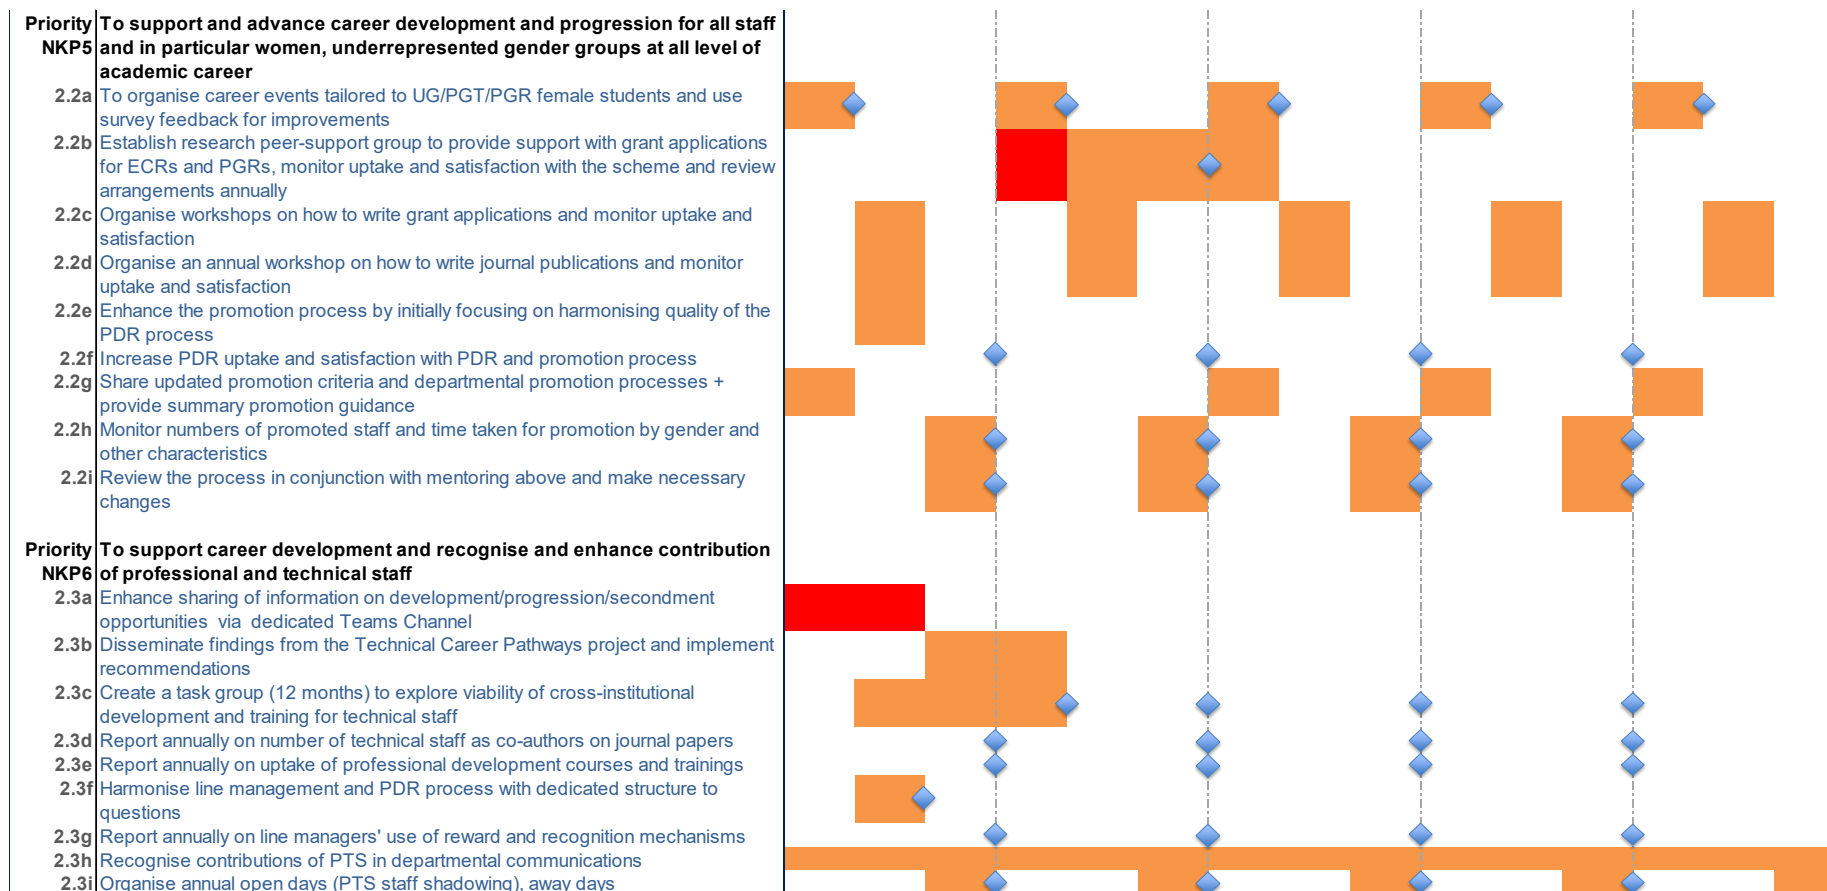 Priority To support and advance career development and progression for all staff
NKP5 and in particular women, underrepresented gender groups at all level of
academic career
2.2a To organise career events tailored to UG/PGT/PGR female students and use
survey feedback for improvements
2.2b Establish research peer-support group to provide support with grant applications
for ECRs and PGRs, monitor uptake and satisfaction with the scheme and review
arrangements annually
2.2c Organise workshops on how to write grant applications and monitor uptake and
satisfaction
2.2d Organise an annual workshop on how to write journal publications and monitor
uptake and satisfaction
2.2e Enhance the promotion process by initially focusing on harmonising quality of the
PDR process
2.2f Increase PDR uptake and satisfaction with PDR and promotion process
2.2g Share updated promotion criteria and departmental promotion processes +
provide summary promotion guidance
2.2h Monitor numbers of promoted staff and time taken for promotion by gender and
other characteristics
2.2i Review the process in conjunction with mentoring above and make necessary
changes
Priority To support career development and recognise and enhance contribution
NKP6 of professional and technical staff
2.3a Enhance sharing of information on development/progression/secondment
opportunities via dedicated Teams Channel
2.3b Disseminate findings from the Technical Career Pathways project and implement
recommendations
2.3c Create a task group (12 months) to explore viability of cross-institutional
development and training for technical staff
2.3d Report annually on number of technical staff as co-authors on journal papers
2.3e Report annually on uptake of professional development courses and trainings
2.3f Harmonise line management and PDR process with dedicated structure to
questions
2.3g Report annually on line managers' use of reward and recognition mechanisms
2.3h Recognise contributions of PTS in departmental communications
2.3i Organise annual open days (PTS staff shadowing), away days